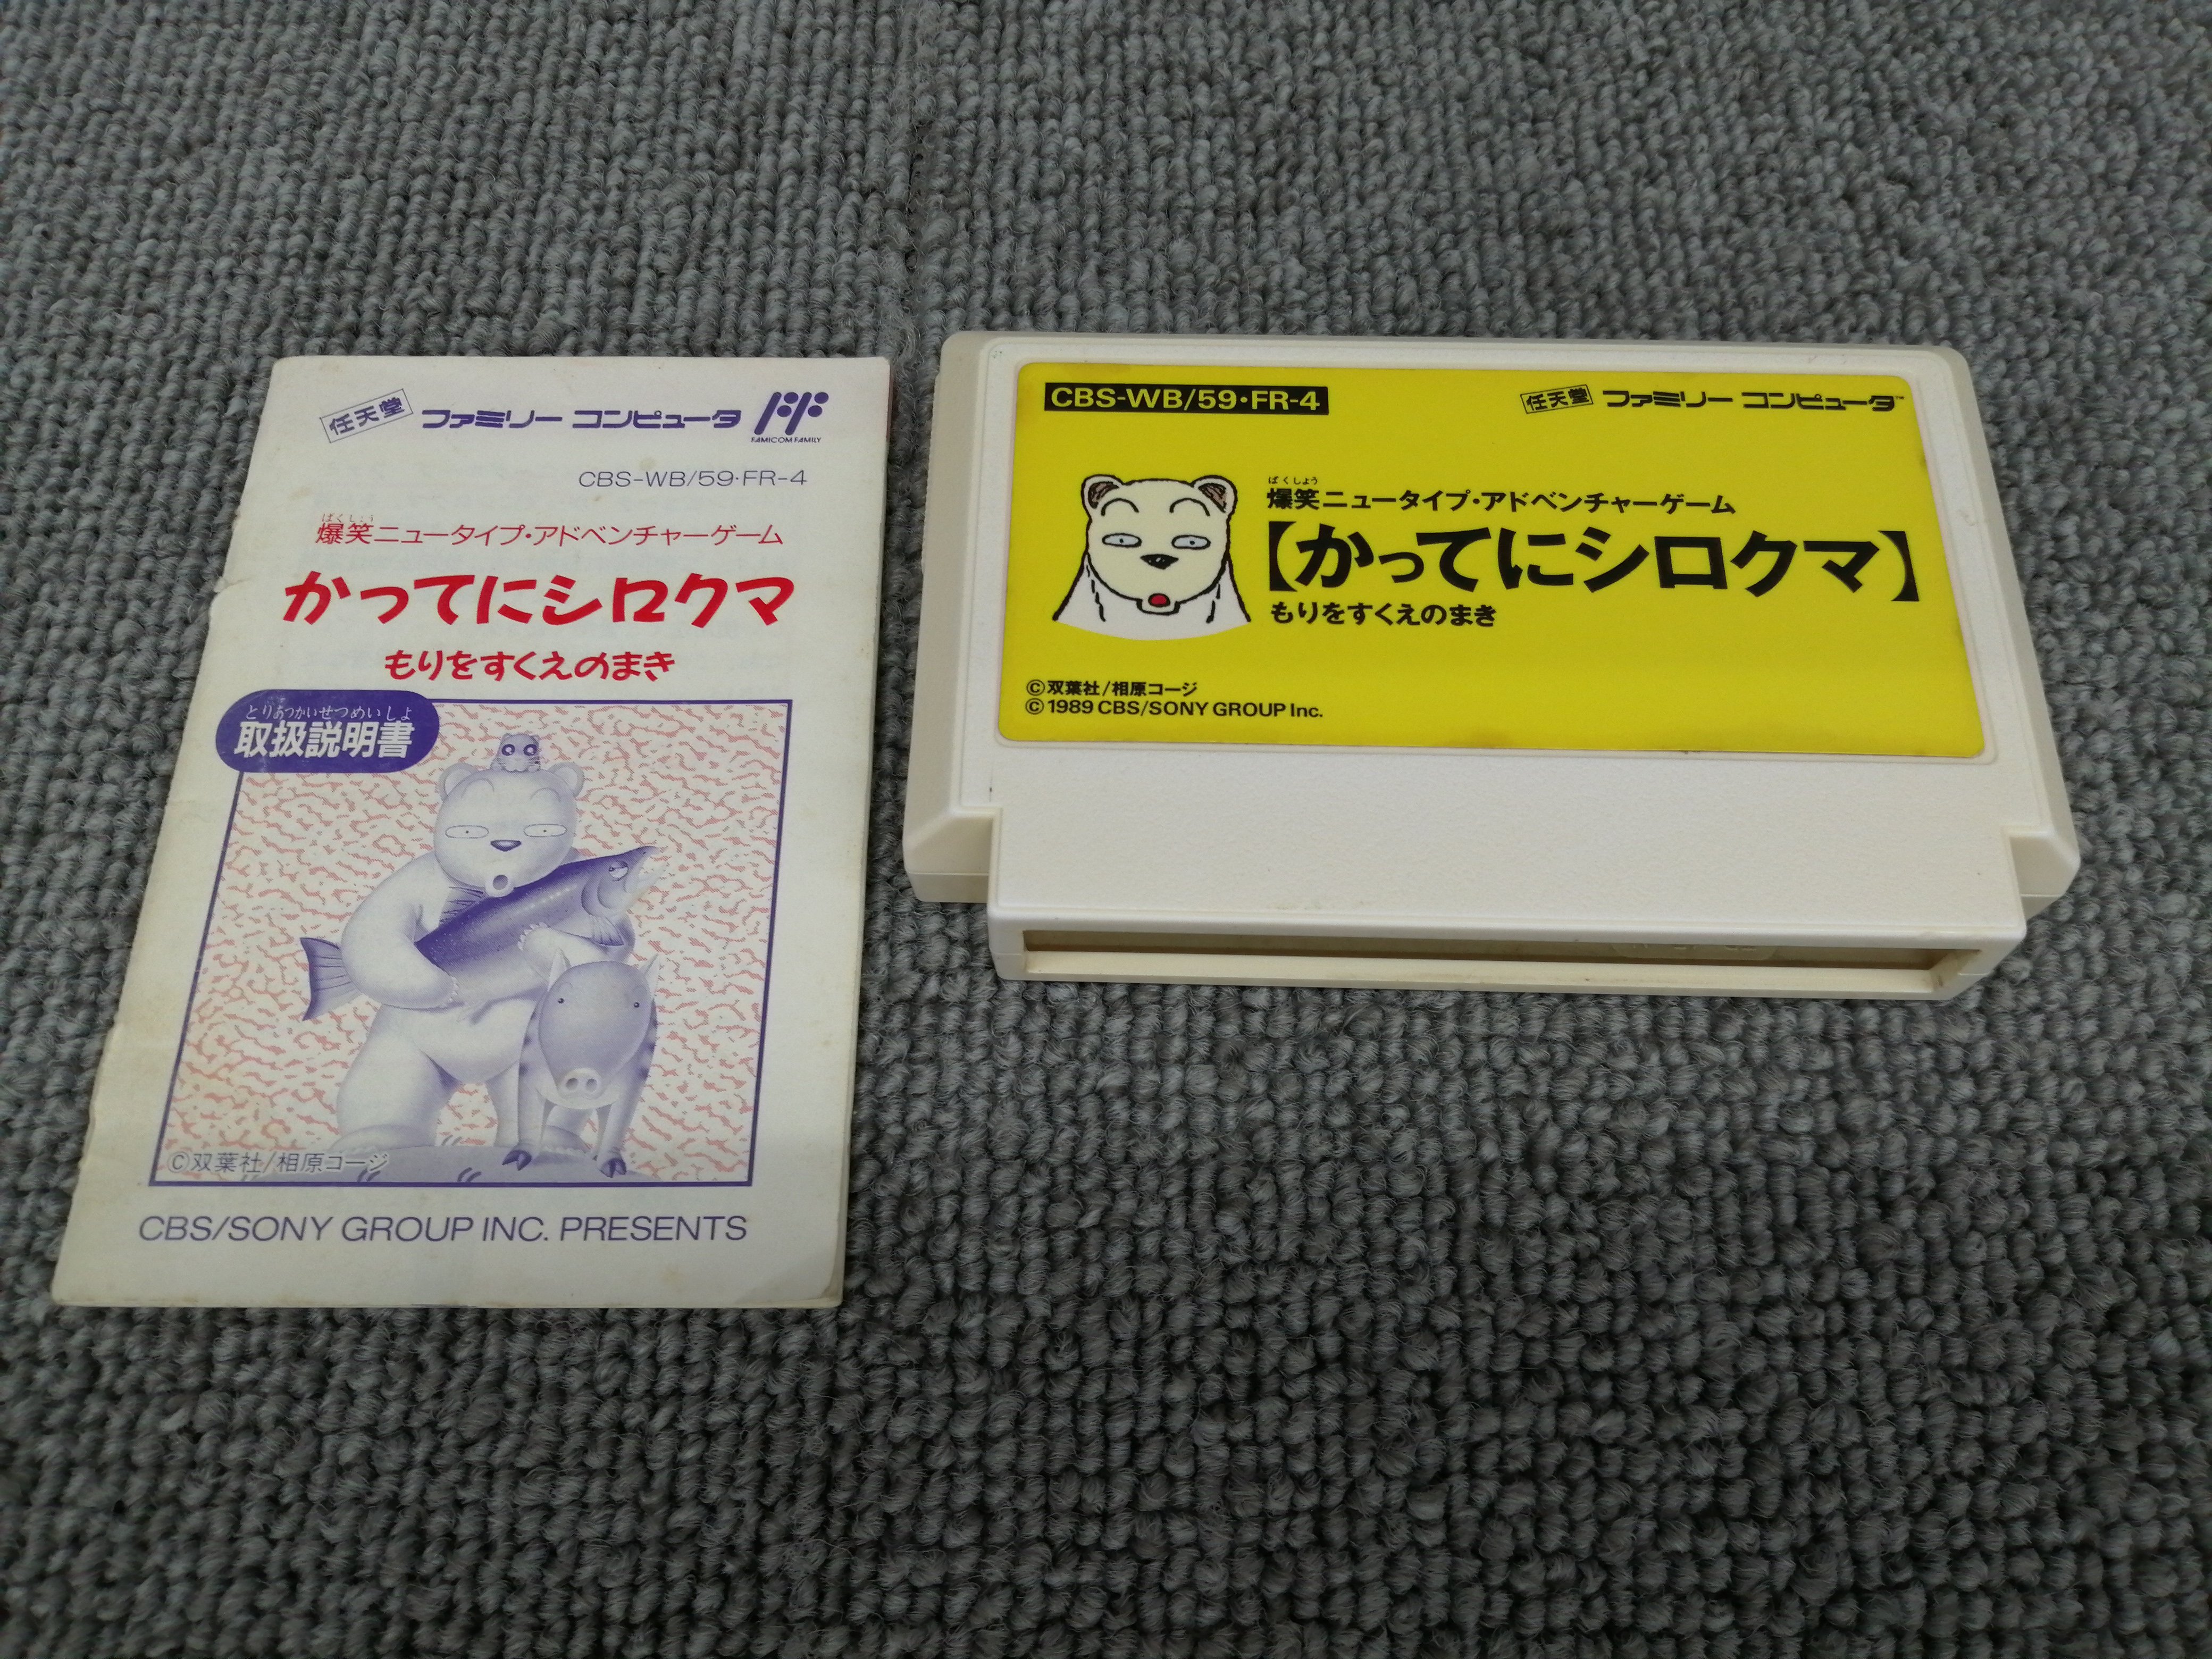 任天堂 ファミリー コンピュータ
FAMICOM FAMILY
CBS-WB/59·FR-4
ばくしょう
爆笑ニュータイプ・アドベンチャーゲーム
かってにシロクマ
もりをすくえのまき
とりあつかいせつめいしょ
取扱説明書
©双葉社/相原コージ
CBS/SONY GROUP INC. PRESENTS
CBS-WB/59·FR-4
任天堂 ファミリー コンピュータ™
ばくしょう
爆笑ニュータイプ・アドベンチャーゲーム
【かってにシロクマ】
もりをすくえのまき
©双葉社/相原コージ
©1989 CBS/SONY GROUP Inc.